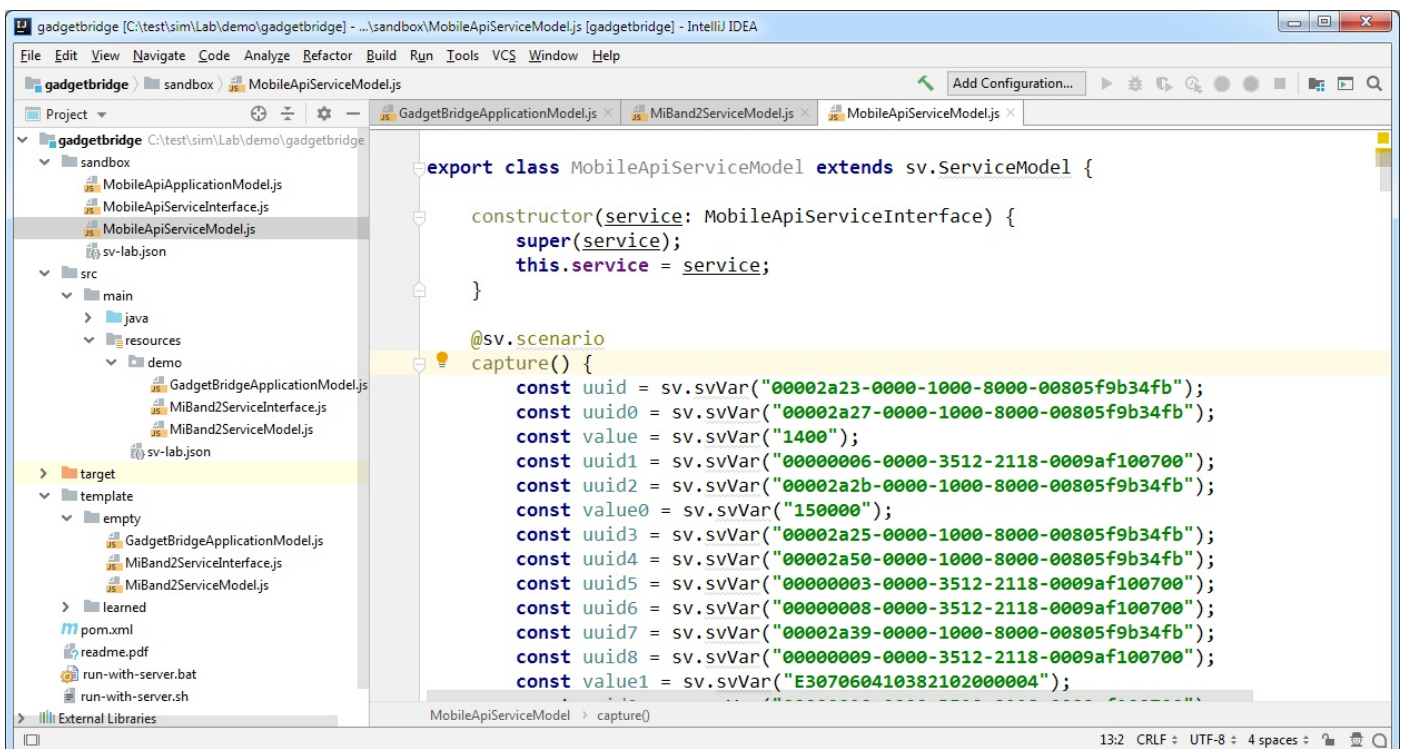 gadgetbridge [C:\test\sim\Lab\demo\gadgetbridge] - ...\sandbox\MobileApiServiceModel.js [gadgetbridge] - IntelliJ IDEA
File Edit View Navigate Code Analyze Refactor Build Run Tools VCS Window Help
gadgetbridge sandbox MobileApiServiceModel.js Add Configuration...
Project GadgetBridgeApplicationModel.js MiBand2ServiceModel.js MobileApiServiceModel.js
gadgetbridge C:\test\sim\Lab\demo\gadgetbridge
sandbox
MobileApiApplicationModel.js
MobileApiServiceInterface.js
MobileApiServiceModel.js
sv-lab.json
src
main
java
resources
demo
GadgetBridgeApplicationModel.js
MiBand2ServiceInterface.js
MiBand2ServiceModel.js
sv-lab.json
target
template
empty
GadgetBridgeApplicationModel.js
MiBand2ServiceInterface.js
MiBand2ServiceModel.js
learned
pom.xml
readme.pdf
run-with-server.bat
run-with-server.sh
External Libraries
export class MobileApiServiceModel extends sv.ServiceModel {
constructor(service: MobileApiServiceInterface) {
super(service);
this.service = service;
}
@sv.scenario
capture() {
const uuid = sv.svVar("00002a23-0000-1000-8000-00805f9b34fb");
const uuid0 = sv.svVar("00002a27-0000-1000-8000-00805f9b34fb");
const value = sv.svVar("1400");
const uuid1 = sv.svVar("00000006-0000-3512-2118-0009af100700");
const uuid2 = sv.svVar("00002a2b-0000-1000-8000-00805f9b34fb");
const value0 = sv.svVar("150000");
const uuid3 = sv.svVar("00002a25-0000-1000-8000-00805f9b34fb");
const uuid4 = sv.svVar("00002a50-0000-1000-8000-00805f9b34fb");
const uuid5 = sv.svVar("00000003-0000-3512-2118-0009af100700");
const uuid6 = sv.svVar("00000008-0000-3512-2118-0009af100700");
const uuid7 = sv.svVar("00002a39-0000-1000-8000-00805f9b34fb");
const uuid8 = sv.svVar("00000009-0000-3512-2118-0009af100700");
const value1 = sv.svVar("E307060410382102000004");
MobileApiServiceModel capture()
13:2 CRLF UTF-8 4 spaces